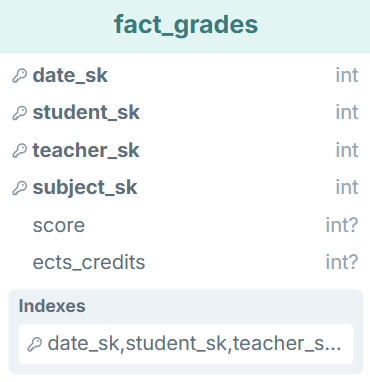 fact_grades
date_sk int
student_sk int
teacher_sk int
subject_sk int
score int?
ects_credits int?
Indexes
date_sk,student_sk,teacher_s...